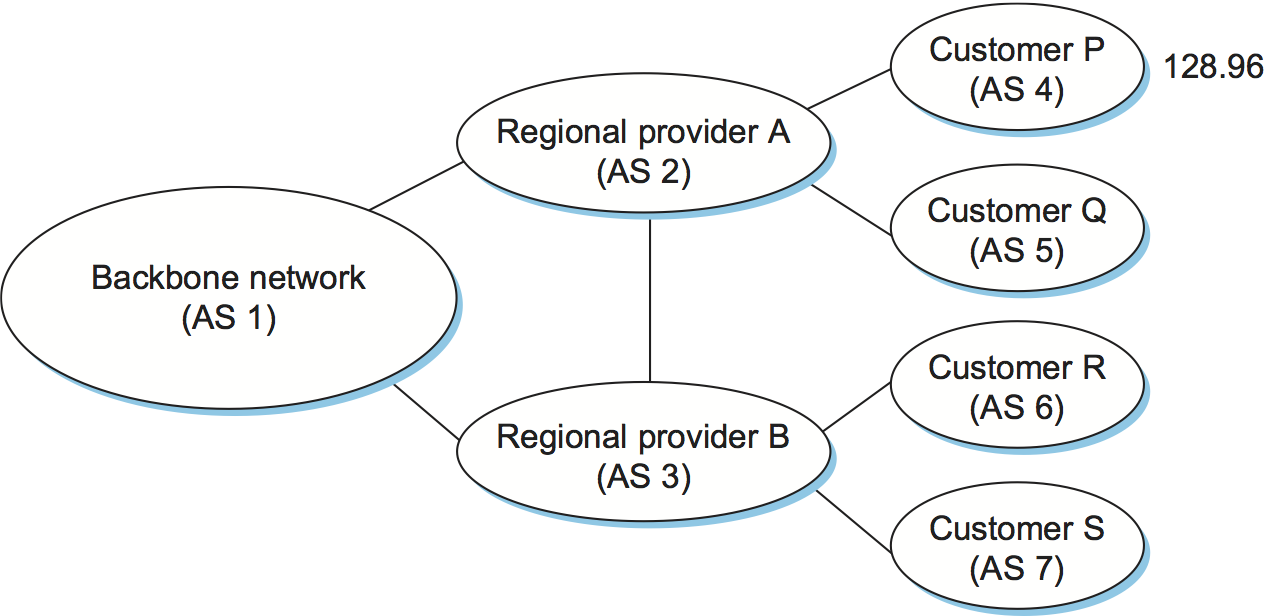 Customer P
(AS 4)
128.96
Regional provider A
(AS 2)
Customer Q
(AS 5)
Backbone network
(AS 1)
Customer R
(AS 6)
Regional provider B
(AS 3)
Customer S
(AS 7)